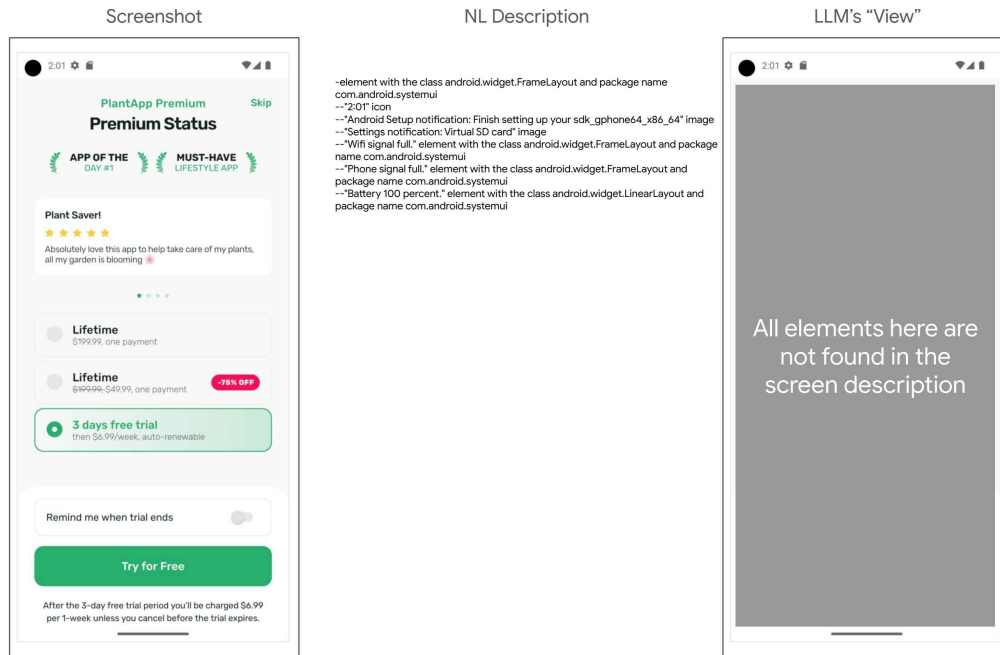 Screenshot
NL Description
LLM's “View”
2:01
PlantApp Premium
Skip
Premium Status
APP OF THE
DAY #1
MUST-HAVE
LIFESTYLE APP
Plant Saver!
Absolutely love this app to help take care of my plants,
all my garden is blooming 🌸
Lifetime
$199.99, one payment
Lifetime
$199.99, $49.99, one payment
-75% OFF
3 days free trial
then $6.99/week, auto-renewable
Remind me when trial ends
Try for Free
After the 3-day free trial period you'll be charged $6.99
per 1-week unless you cancel before the trial expires.
-element with the class android.widget.FrameLayout and package name
com.android.systemui
--"2:01" icon
--"Android Setup notification: Finish setting up your sdk_gphone64_x86_64" image
--"Settings notification: Virtual SD card" image
--"Wifi signal full." element with the class android.widget.FrameLayout and package
name com.android.systemui
--"Phone signal full." element with the class android.widget.FrameLayout and
package name com.android.systemui
--"Battery 100 percent." element with the class android.widget.LinearLayout and
package name com.android.systemui
2:01
All elements here are
not found in the
screen description